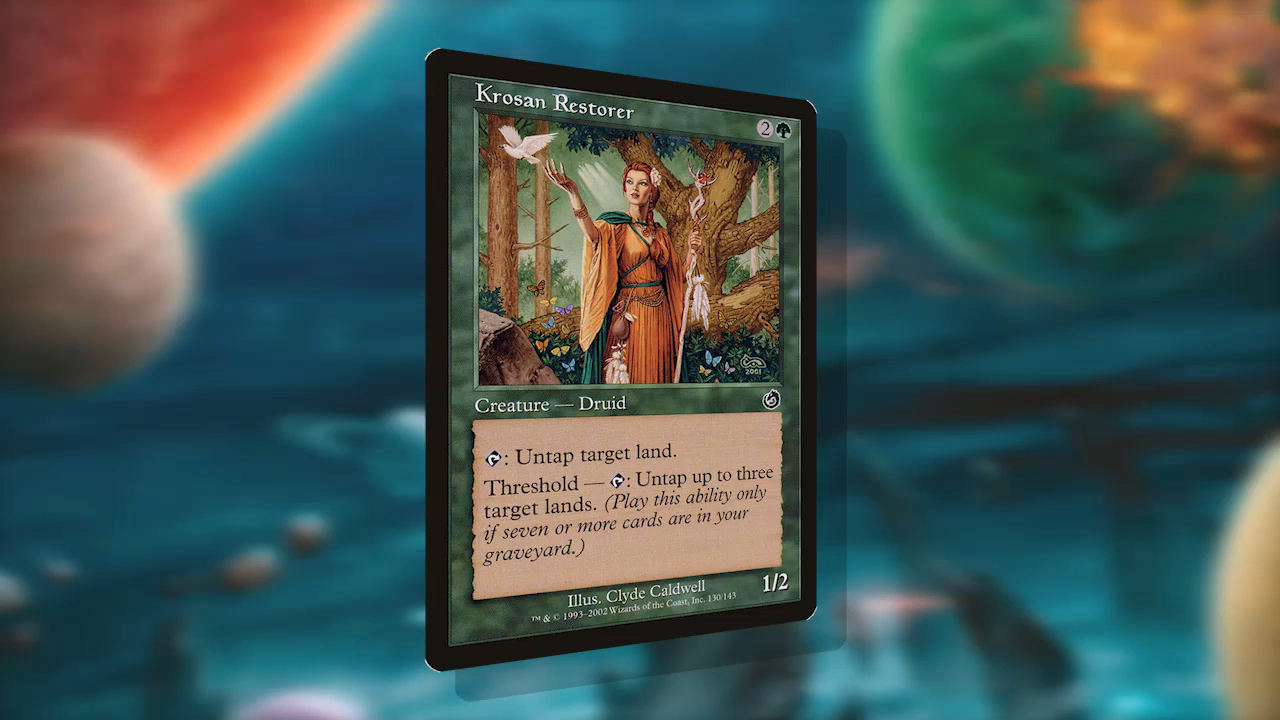 Krosan Restorer
2
2001
Creature — Druid
: Untap target land.
Threshold — : Untap up to three
target lands. (Play this ability only
if seven or more cards are in your
graveyard.)
1/2
Illus. Clyde Caldwell
™ & © 1993–2002 Wizards of the Coast, Inc. 130/143